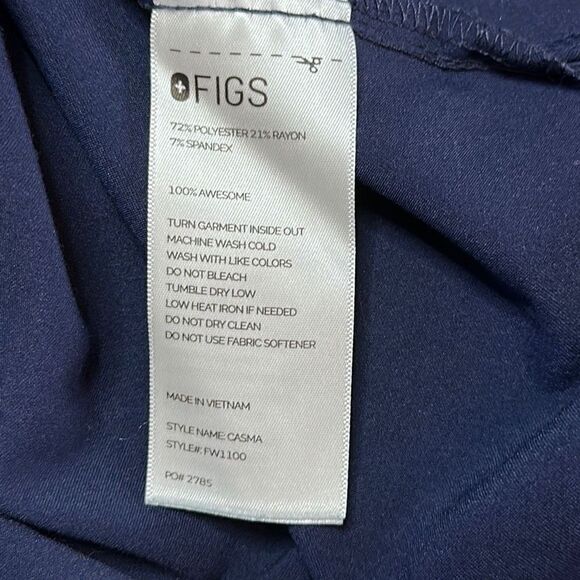 FIGS
72% POLYESTER 21% RAYON
7% SPANDEX
100% AWESOME
TURN GARMENT INSIDE OUT
MACHINE WASH COLD
WASH WITH LIKE COLORS
DO NOT BLEACH
TUMBLE DRY LOW
LOW HEAT IRON IF NEEDED
DO NOT DRY CLEAN
DO NOT USE FABRIC SOFTENER
MADE IN VIETNAM
STYLE NAME: CASMA
STYLE#: FW1100
PO# 2785